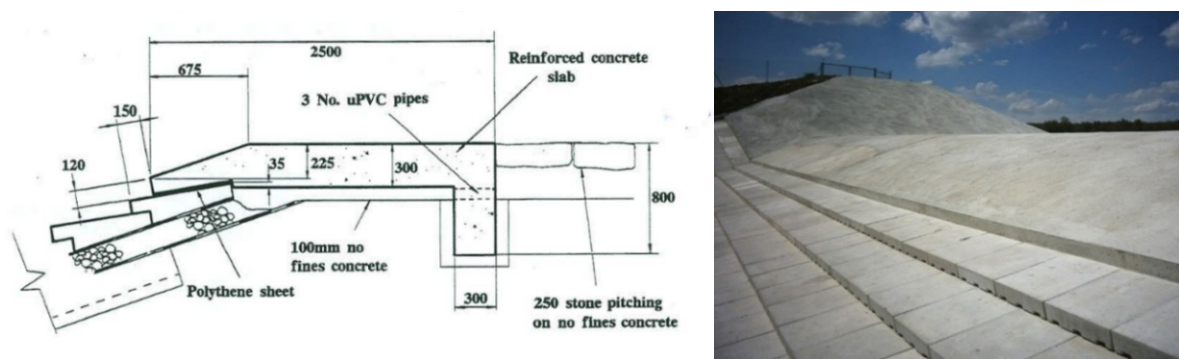 2500
675
Reinforced concrete
slab
3 No. uPVC pipes
150
120
35
225
300
800
100mm no
fines concrete
Polythene sheet
300
250 stone pitching
on no fines concrete